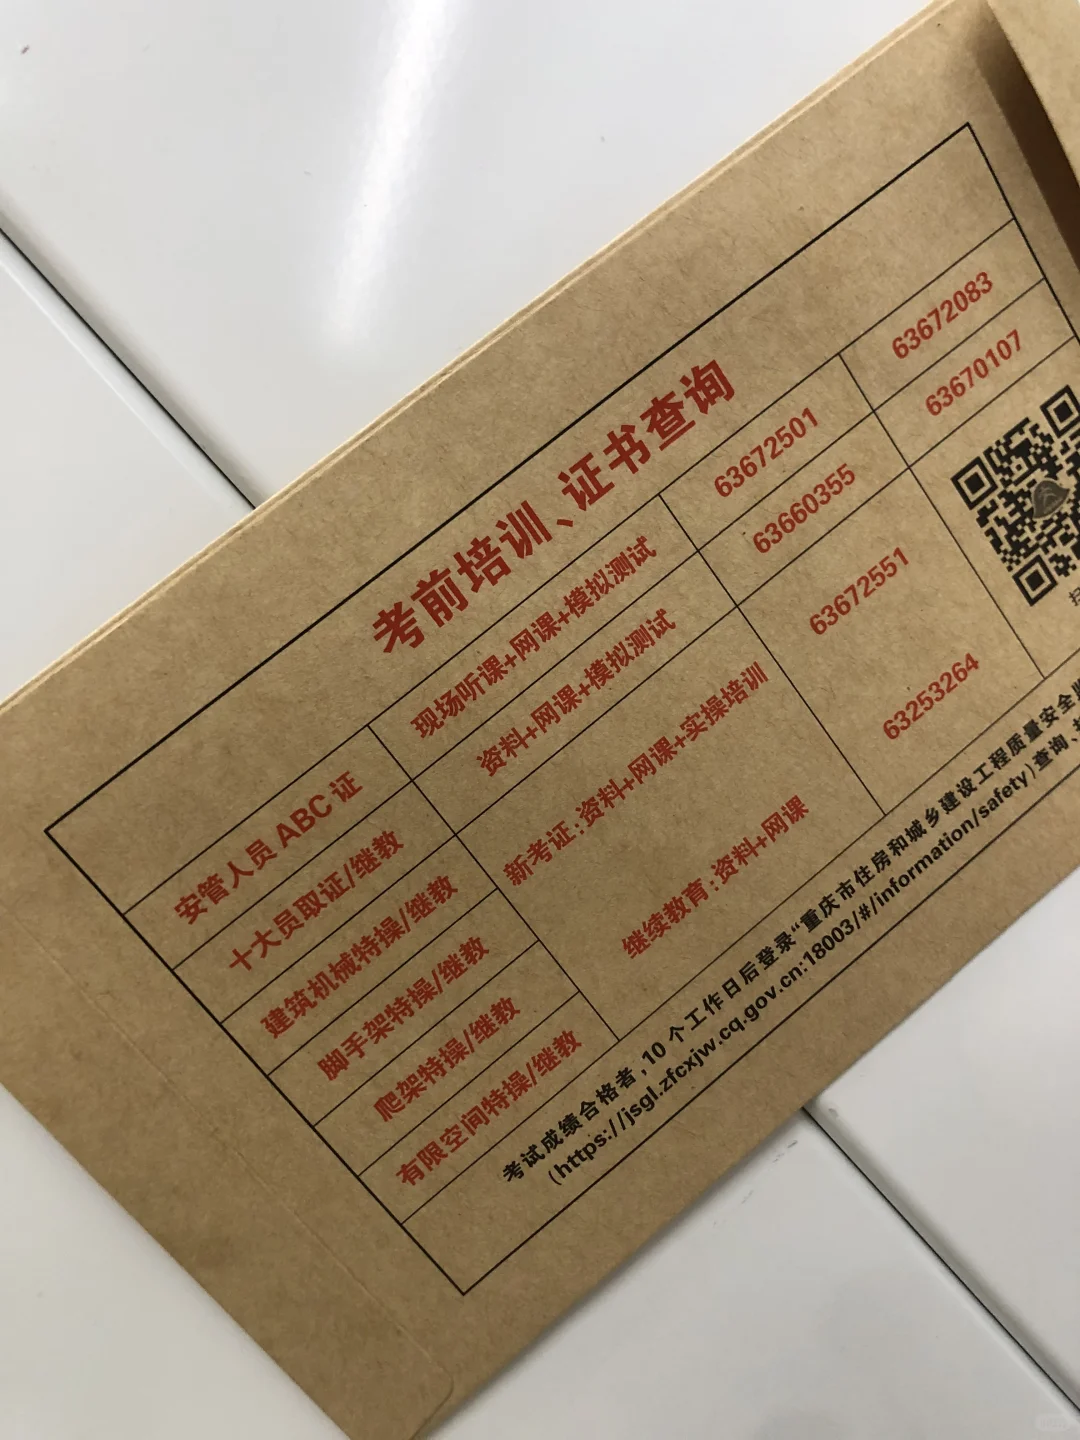 考前培训、证书查询
安管人员 ABC 证
现场听课+网课+模拟测试
63672501
63672083
十大员取证/继教
资料+网课+模拟测试
63660355
63670107
建筑机械特操/继教
脚手架特操/继教
爬架特操/继教
有限空间特操/继教
新考证:资料+网课+实操培训
继续教育:资料+网课
63672551
63253264
考试成绩合格者,10 个工作日后登录“重庆市住房和城乡建设工程质量安全
(https://jsgl.zfcxjw.cq.gov.cn:18003/#/information/safety)查询、